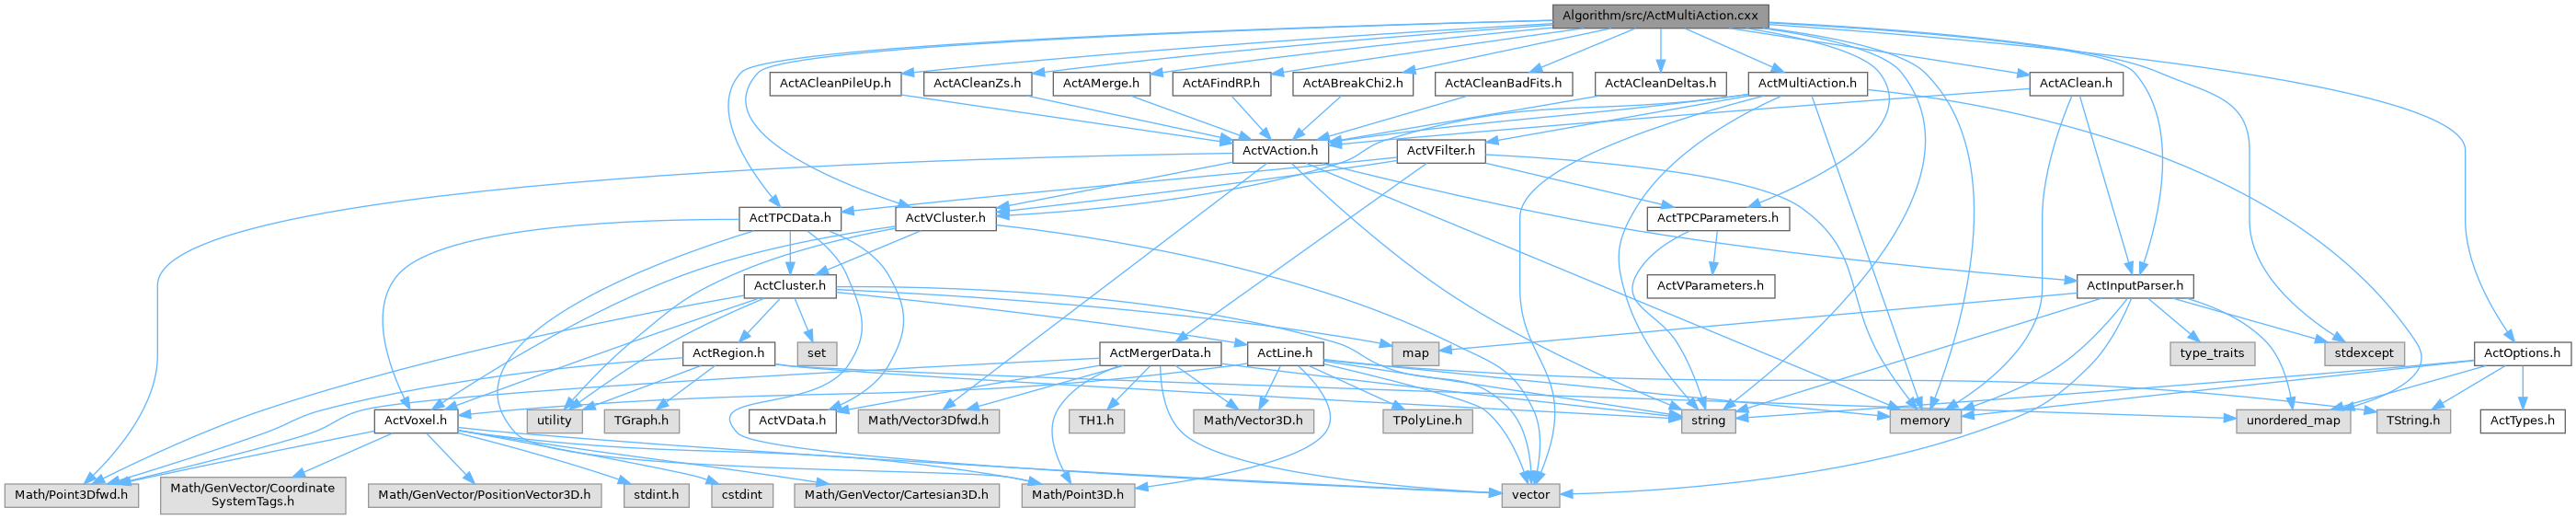 Algorithm/src/ActMultiAction.cxx
ActACleanPileUp.h
ActACleanZs.h
ActAMerge.h
ActAFindRP.h
ActABreakChi2.h
ActACleanBadFits.h
ActACleanDeltas.h
ActMultiAction.h
ActAClean.h
ActVAction.h
ActVFilter.h
ActTPCData.h
ActVCluster.h
ActTPCParameters.h
ActCluster.h
ActVParameters.h
ActInputParser.h
ActRegion.h
set
ActMergerData.h
ActLine.h
map
type_traits
stdexcept
ActOptions.h
ActVoxel.h
utility
TGraph.h
ActVData.h
Math/Vector3Dfwd.h
TH1.h
Math/Vector3D.h
TPolyLine.h
string
memory
unordered_map
TString.h
ActTypes.h
Math/Point3Dfwd.h
Math/GenVector/Coordinate
SystemTags.h
Math/GenVector/PositionVector3D.h
stdint.h
cstdint
Math/GenVector/Cartesian3D.h
Math/Point3D.h
vector